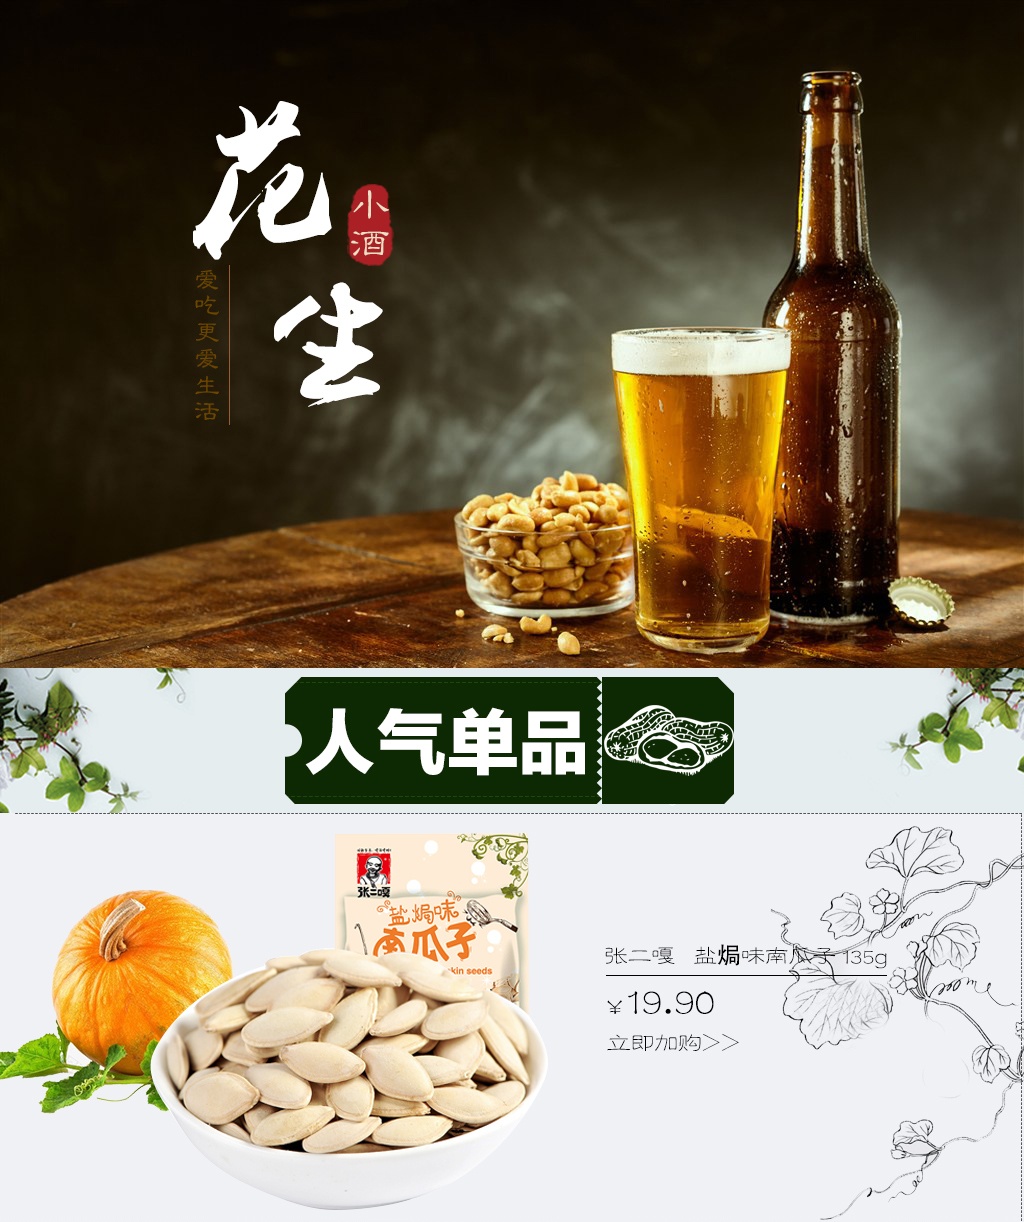 花生
小酒
爱吃更爱生活
人气单品
张二嘎
盐焗味
南瓜子
kin seeds
张二嘎 盐焗味南瓜子 135g
¥19.90
立即加购>>